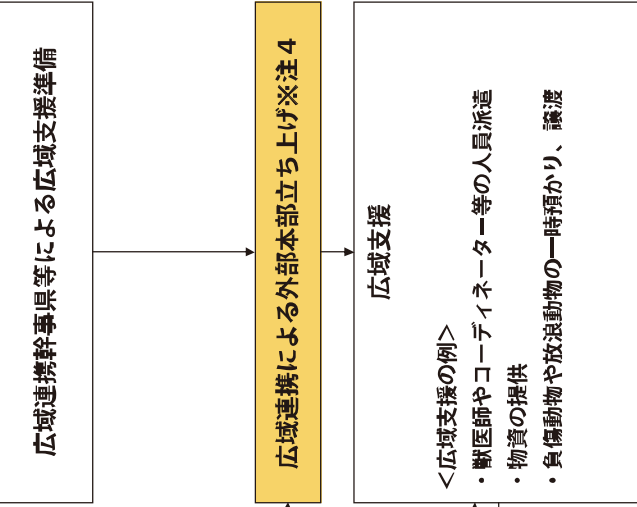 広域連携幹事県等による広域支援準備
広域連携による外部本部立ち上げ※注４
広域支援
＜広域支援の例＞
・獣医師やコーディネーター等の人員派遣
・物資の提供
・負傷動物や放浪動物の一時預かり、譲渡